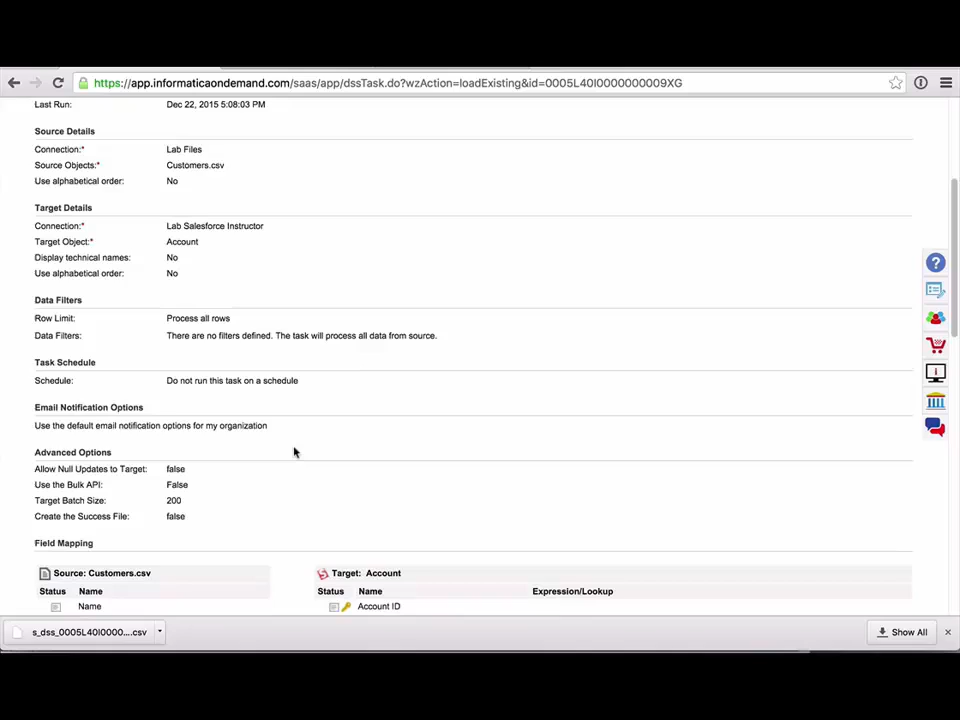 https://app.informaticaondemand.com/saas/app/dssTask.do?wzAction=loadExisting&id=0005L40I0000000009XG
Last Run: Dec 22, 2015 5:08:03 PM
Source Details
Connection:* Lab Files
Source Objects:* Customers.csv
Use alphabetical order: No
Target Details
Connection:* Lab Salesforce Instructor
Target Object:* Account
Display technical names: No
Use alphabetical order: No
Data Filters
Row Limit: Process all rows
Data Filters: There are no filters defined. The task will process all data from source.
Task Schedule
Schedule: Do not run this task on a schedule
Email Notification Options
Use the default email notification options for my organization
Advanced Options
Allow Null Updates to Target: false
Use the Bulk API: False
Target Batch Size: 200
Create the Success File: false
Field Mapping
Source: Customers.csv Target: Account
Status Name Status Name Expression/Lookup
Name Account ID
s_dss_0005L40I0000....csv Show All